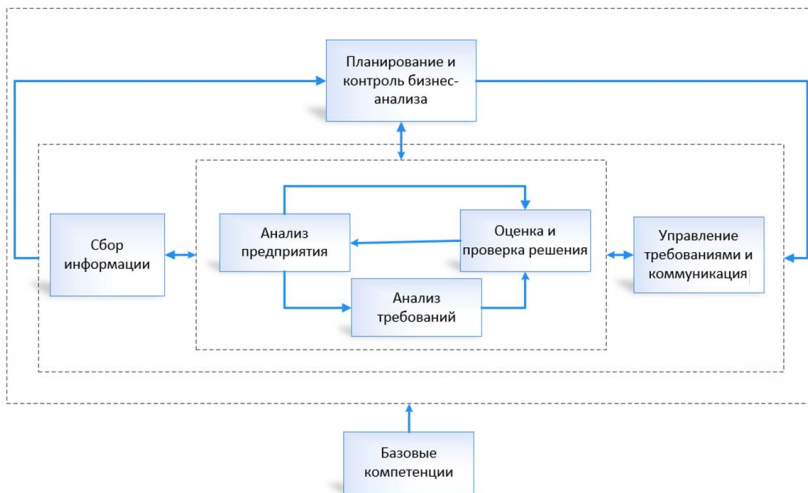 Планирование и
контроль бизнес-
анализа
Сбор
информации
Анализ
предприятия
Оценка и
проверка решения
Анализ
требований
Управление
требованиями и
коммуникация
Базовые
компетенции